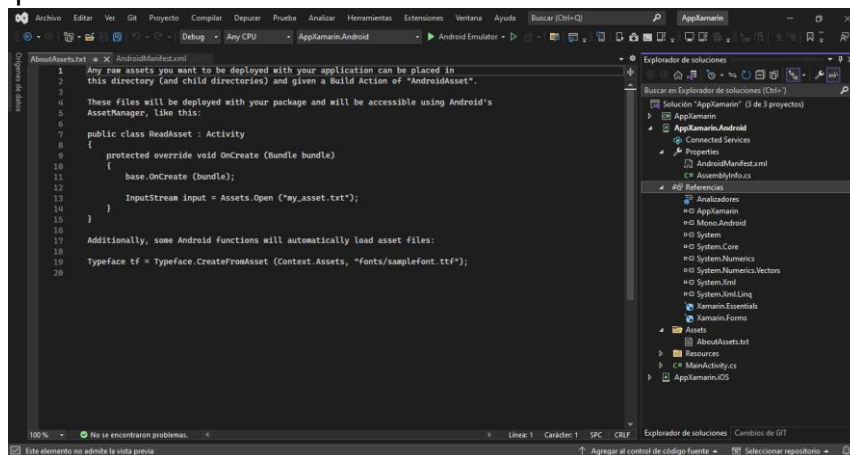 Archivo Editar Ver Git Proyecto Compilar Depurar Prueba Analizar Herramientas Extensiones Ventana Ayuda Buscar (Ctrl+Q) AppXamarin
Debug Any CPU AppXamarin.Android Android Emulator
Orígenes de datos
AboutAssets.txt AndroidManifest.xml
1 Any raw assets you want to be deployed with your application can be placed in
2 this directory (and child directories) and given a Build Action of "AndroidAsset".
3
4 These files will be deployed with your package and will be accessible using Android's
5 AssetManager, like this:
6
7 public class ReadAsset : Activity
8 {
9 protected override void OnCreate (Bundle bundle)
10 {
11 base.OnCreate (bundle);
12
13 InputStream input = Assets.Open ("my_asset.txt");
14 }
15 }
16
17 Additionally, some Android functions will automatically load asset files:
18
19 Typeface tf = Typeface.CreateFromAsset (Context.Assets, "fonts/samplefont.ttf");
20
100 % No se encontraron problemas. Línea: 1 Carácter: 1 SPC CRLF
Explorador de soluciones
Buscar en Explorador de soluciones (Ctrl+´)
Solución "AppXamarin" (3 de 3 proyectos)
AppXamarin
AppXamarin.Android
Connected Services
Properties
AndroidManifest.xml
C# AssemblyInfo.cs
Referencias
Analizadores
AppXamarin
Mono.Android
System
System.Core
System.Numerics
System.Numerics.Vectors
System.Xml
System.Xml.Linq
Xamarin.Essentials
Xamarin.Forms
Assets
AboutAssets.txt
Resources
C# MainActivity.cs
AppXamarin.iOS
Explorador de soluciones Cambios de GIT
Este elemento no admite la vista previa Agregar al control de código fuente Seleccionar repositorio